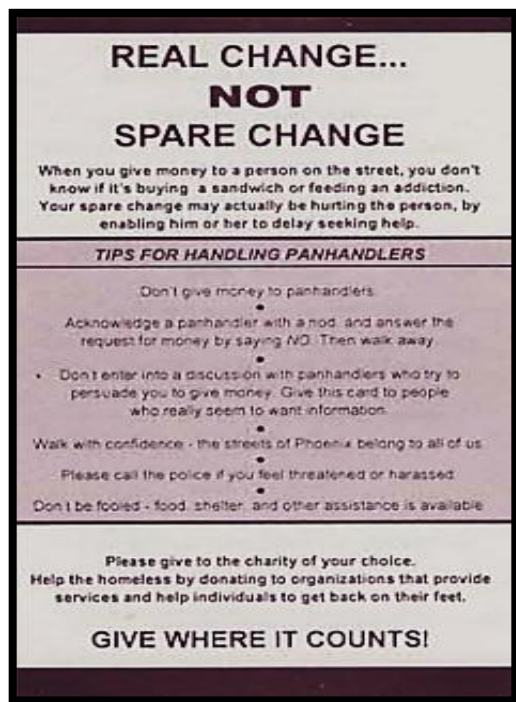 REAL CHANGE...
NOT
SPARE CHANGE
When you give money to a person on the street, you don't
know if it's buying a sandwich or feeding an addiction.
Your spare change may actually be hurting the person, by
enabling him or her to delay seeking help.
TIPS FOR HANDLING PANHANDLERS
Don't give money to panhandlers
•
Acknowledge a panhandler with a nod, and answer the
request for money by saying NO. Then walk away
•
• Don't enter into a discussion with panhandlers who try to
persuade you to give money. Give this card to people
who really seem to want information
•
Walk with confidence - the streets of Phoenix belong to all of us
•
Please call the police if you feel threatened or harassed
•
Don't be fooled - food, shelter, and other assistance is available
Please give to the charity of your choice.
Help the homeless by donating to organizations that provide
services and help individuals to get back on their feet.
GIVE WHERE IT COUNTS!